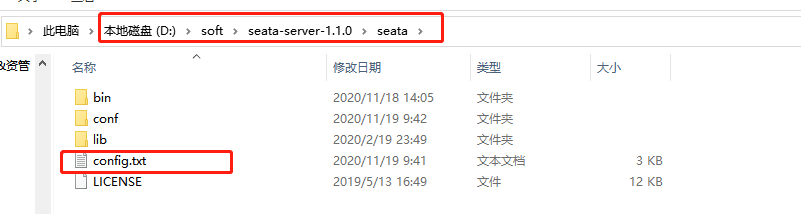 此电脑 > 本地磁盘 (D:) > soft > seata-server-1.1.0 > seata >
&资管
名称 修改日期 类型 大小
bin 2020/11/18 14:05 文件夹
conf 2020/11/19 9:42 文件夹
lib 2020/2/19 23:49 文件夹
config.txt 2020/11/19 9:41 文本文档 3 KB
LICENSE 2019/5/13 16:49 文件 12 KB